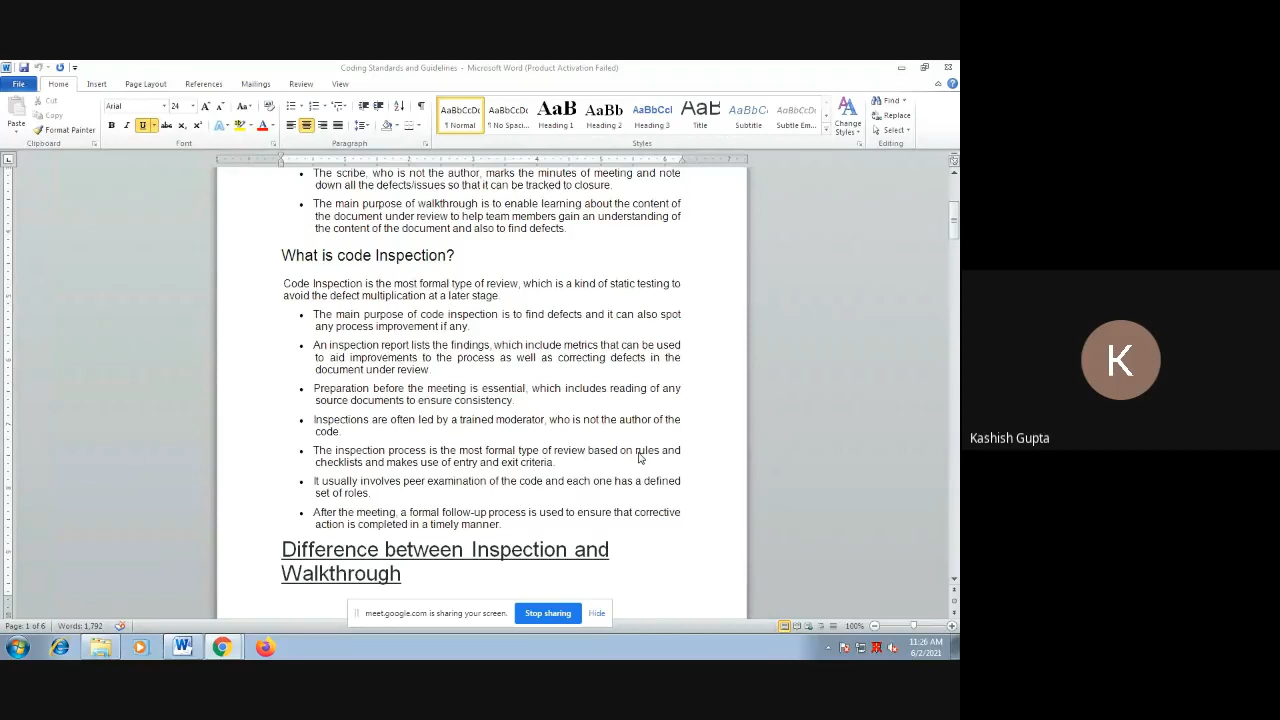 Coding Standards and Guidelines - Microsoft Word (Product Activation Failed)
File Home Insert Page Layout References Mailings Review View
Paste
Cut
Copy
Format Painter
Clipboard
Arial 24
Font
Paragraph
AaBbCcDc AaBbCcDc AaB AaBb AaBbCcl AaB AaBbCcDc AaBbCcDc
¶ Normal ¶ No Spaci... Heading 1 Heading 2 Heading 3 Title Subtitle Subtle Em...
Styles
Change
Styles
Find
Replace
Select
Editing
• The scribe, who is not the author, marks the minutes of meeting and note
down all the defects/issues so that it can be tracked to closure.
• The main purpose of walkthrough is to enable learning about the content of
the document under review to help team members gain an understanding of
the content of the document and also to find defects.
What is code Inspection?
Code Inspection is the most formal type of review, which is a kind of static testing to
avoid the defect multiplication at a later stage.
• The main purpose of code inspection is to find defects and it can also spot
any process improvement if any.
• An inspection report lists the findings, which include metrics that can be used
to aid improvements to the process as well as correcting defects in the
document under review.
• Preparation before the meeting is essential, which includes reading of any
source documents to ensure consistency.
• Inspections are often led by a trained moderator, who is not the author of the
code.
• The inspection process is the most formal type of review based on rules and
checklists and makes use of entry and exit criteria.
• It usually involves peer examination of the code and each one has a defined
set of roles.
• After the meeting, a formal follow-up process is used to ensure that corrective
action is completed in a timely manner.
Difference between Inspection and
Walkthrough
meet.google.com is sharing your screen. Stop sharing Hide
Page: 1 of 6 Words: 1,792 100%
11:26 AM
6/2/2021
K
Kashish Gupta